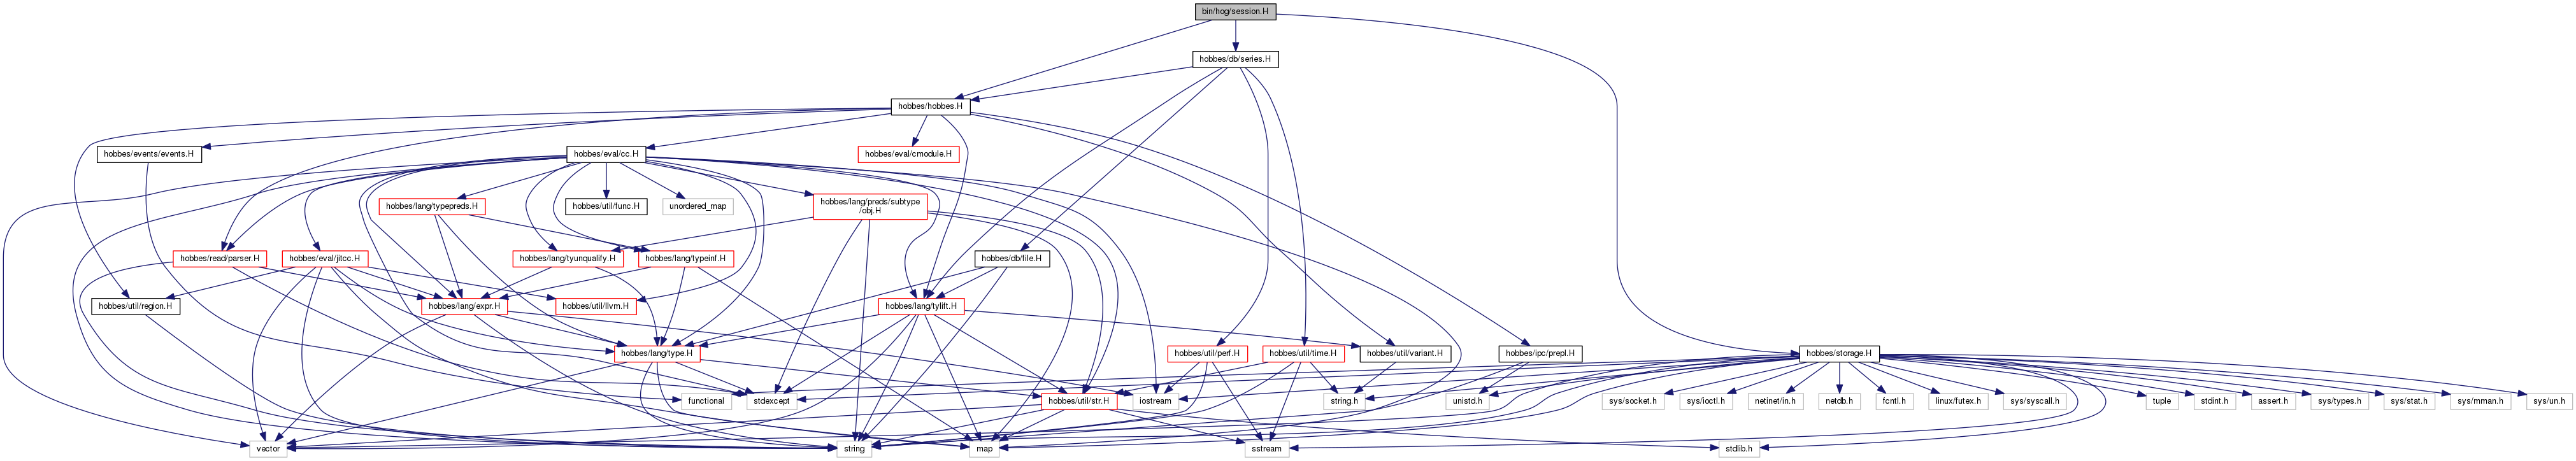 bin/hog/session.H
hobbes/db/series.H
hobbes/hobbes.H
hobbes/events/events.H
hobbes/eval/cc.H
hobbes/eval/cmodule.H
hobbes/lang/typepreds.H
hobbes/util/func.H
unordered_map
hobbes/lang/preds/subtype
/obj.H
hobbes/read/parser.H
hobbes/eval/jitcc.H
hobbes/lang/tyunqualify.H
hobbes/lang/typeinf.H
hobbes/db/file.H
hobbes/util/region.H
hobbes/lang/expr.H
hobbes/util/llvm.H
hobbes/lang/tylift.H
hobbes/lang/type.H
hobbes/util/perf.H
hobbes/util/time.H
hobbes/util/variant.H
hobbes/ipc/prepl.H
hobbes/storage.H
functional
stdexcept
hobbes/util/str.H
iostream
string.h
unistd.h
sys/socket.h
sys/ioctl.h
netinet/in.h
netdb.h
fcntl.h
linux/futex.h
sys/syscall.h
tuple
stdint.h
assert.h
sys/types.h
sys/stat.h
sys/mman.h
sys/un.h
vector
string
map
sstream
stdlib.h